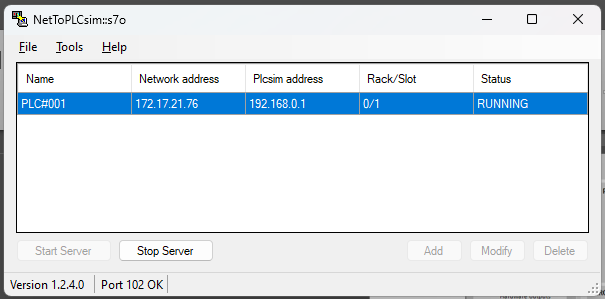 NetToPLCsim::s7o
File Tools Help
Name Network address Plcsim address Rack/Slot Status
PLC#001 172.17.21.76 192.168.0.1 0/1 RUNNING
Start Server Stop Server Add Modify Delete
Version 1.2.4.0 Port 102 OK